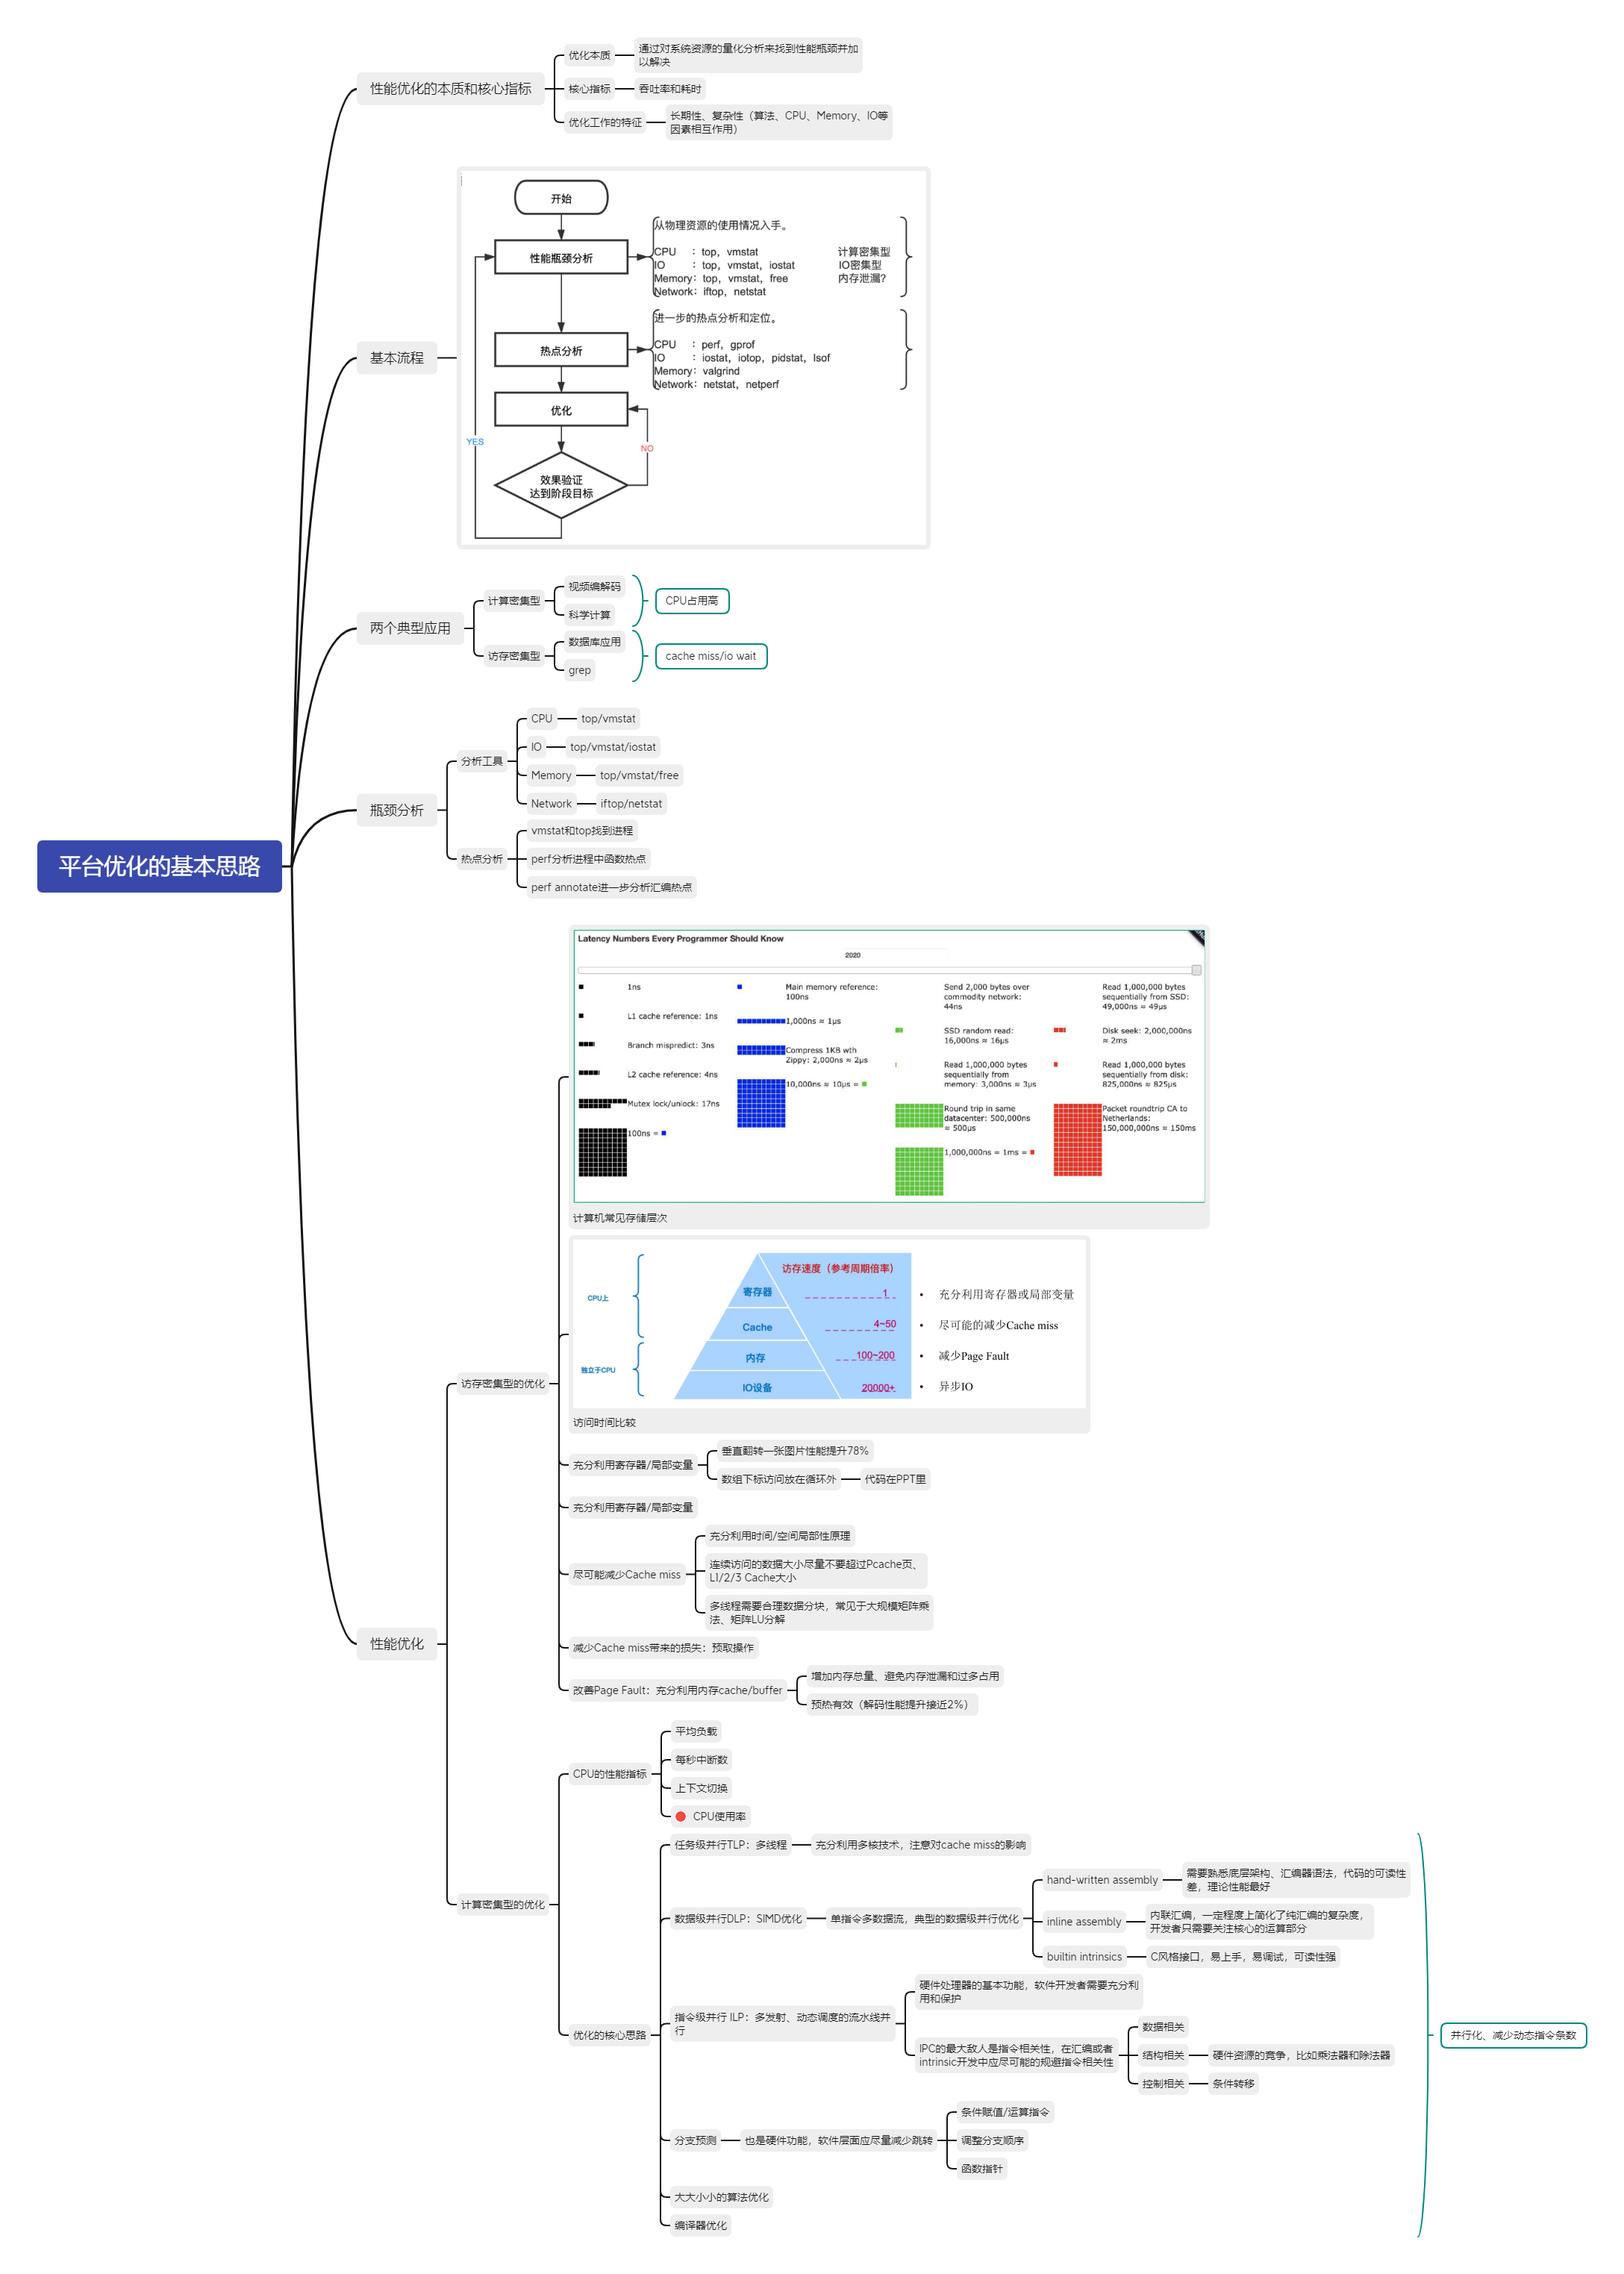 平台优化的基本思路
性能优化的本质和核心指标
优化本质
通过对系统资源的量化分析来找到性能瓶颈并加
以解决
核心指标
吞吐率和耗时
优化工作的特征
长期性、复杂性（算法、CPU、Memory、IO等
因素相互作用）
基本流程
开始
性能瓶颈分析
从物理资源的使用情况入手。
CPU ：top，vmstat 计算密集型
IO ：top，vmstat，iostat IO密集型
Memory：top，vmstat，free 内存泄漏?
Network：iftop，netstat
热点分析
进一步的热点分析和定位。
CPU ：perf，gprof
IO ：iostat，iotop，pidstat，lsof
Memory：valgrind
Network：netstat，netperf
优化
YES
NO
效果验证
达到阶段目标
两个典型应用
计算密集型
视频编解码
科学计算
CPU占用高
访存密集型
数据库应用
grep
cache miss/io wait
瓶颈分析
分析工具
CPU
top/vmstat
IO
top/vmstat/iostat
Memory
top/vmstat/free
Network
iftop/netstat
热点分析
vmstat和top找到进程
perf分析进程中函数热点
perf annotate进一步分析汇编热点
性能优化
访存密集型的优化
Latency Numbers Every Programmer Should Know
2020
1ns
L1 cache reference: 1ns
Branch mispredict: 3ns
L2 cache reference: 4ns
Mutex lock/unlock: 17ns
100ns =
Main memory reference:
100ns
1,000ns ≈ 1μs
Compress 1KB wth
Zippy: 2,000ns ≈ 2μs
10,000ns ≈ 10μs =
Send 2,000 bytes over
commodity network:
44ns
SSD random read:
16,000ns ≈ 16μs
Read 1,000,000 bytes
sequentially from
memory: 3,000ns ≈ 3μs
Round trip in same
datacenter: 500,000ns
≈ 500μs
1,000,000ns = 1ms =
Read 1,000,000 bytes
sequentially from SSD:
49,000ns ≈ 49μs
Disk seek: 2,000,000ns
≈ 2ms
Read 1,000,000 bytes
sequentially from disk:
825,000ns ≈ 825μs
Packet roundtrip CA to
Netherlands:
150,000,000ns ≈ 150ms
计算机常见存储层次
访存速度（参考周期倍率）
CPU上
独立于CPU
寄存器
1
• 充分利用寄存器或局部变量
Cache
4~50
• 尽可能的减少Cache miss
内存
100~200
• 减少Page Fault
IO设备
20000+
• 异步IO
访问时间比较
充分利用寄存器/局部变量
垂直翻转一张图片性能提升78%
数组下标访问放在循环外
代码在PPT里
充分利用寄存器/局部变量
尽可能减少Cache miss
充分利用时间/空间局部性原理
连续访问的数据大小尽量不要超过Pcache页、
L1/2/3 Cache大小
多线程需要合理数据分块，常见于大规模矩阵乘
法、矩阵LU分解
减少Cache miss带来的损失：预取操作
改善Page Fault：充分利用内存cache/buffer
增加内存总量、避免内存泄漏和过多占用
预热有效（解码性能提升接近2%）
计算密集型的优化
CPU的性能指标
平均负载
每秒中断数
上下文切换
CPU使用率
优化的核心思路
任务级并行TLP：多线程
充分利用多核技术，注意对cache miss的影响
数据级并行DLP：SIMD优化
单指令多数据流，典型的数据级并行优化
hand-written assembly
需要熟悉底层架构、汇编器语法，代码的可读性
差，理论性能最好
inline assembly
内联汇编，一定程度上简化了纯汇编的复杂度，
开发者只需要关注核心的运算部分
builtin intrinsics
C风格接口，易上手，易调试，可读性强
指令级并行 ILP：多发射、动态调度的流水线并
行
硬件处理器的基本功能，软件开发者需要充分利
用和保护
IPC的最大敌人是指令相关性，在汇编或者
intrinsic开发中应尽可能的规避指令相关性
数据相关
结构相关
硬件资源的竞争，比如乘法器和除法器
控制相关
条件转移
分支预测
也是硬件功能，软件层面应尽量减少跳转
条件赋值/运算指令
调整分支顺序
函数指针
大大小小的算法优化
编译器优化
并行化、减少动态指令条数